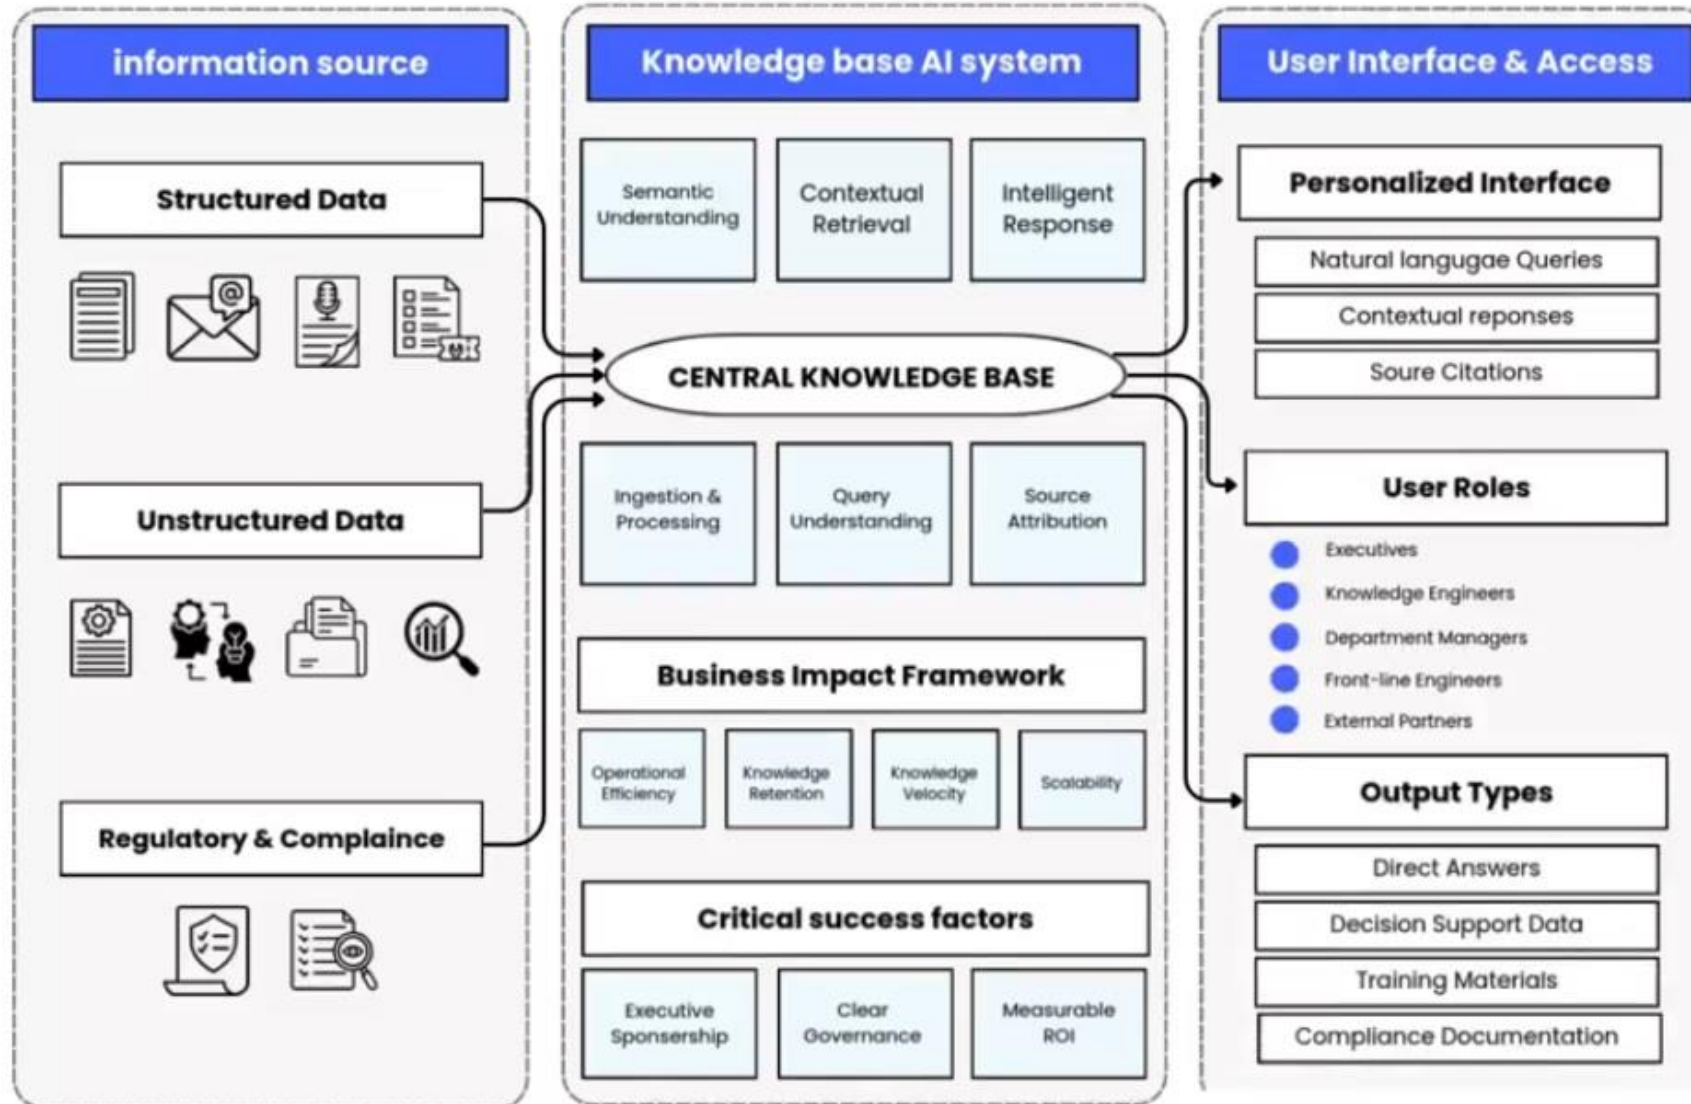 information source
Structured Data
Unstructured Data
Regulatory & Complaince
Knowledge base AI system
Semantic
Understanding
Contextual
Retrieval
Intelligent
Response
CENTRAL KNOWLEDGE BASE
Ingestion &
Processing
Query
Understanding
Source
Attribution
Business Impact Framework
Operational
Efficiency
Knowledge
Retention
Knowledge
Velocity
Scalability
Critical success factors
Executive
Sponsership
Clear
Governance
Measurable
ROI
User Interface & Access
Personalized Interface
Natural langugae Queries
Contextual reponses
Soure Citations
User Roles
Executives
Knowledge Engineers
Department Managers
Front-line Engineers
External Partners
Output Types
Direct Answers
Decision Support Data
Training Materials
Compliance Documentation